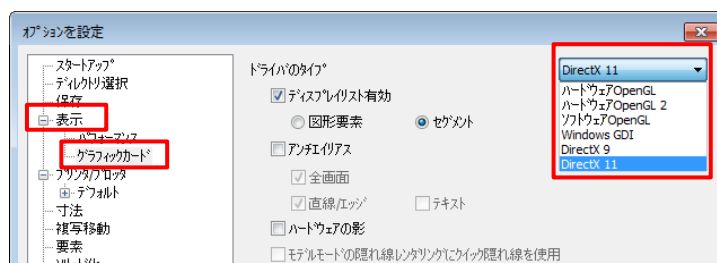 ｵﾌﾟｼｮﾝを設定
ｽﾀｰﾄｱｯﾌﾟ
ﾃﾞｨﾚｸﾄﾘ選択
保存
表示
ﾊﾟﾌｫｰﾏﾝｽ
ｸﾞﾗﾌｨｯｸｶｰﾄﾞ
ﾌﾟﾘﾝﾀ/ﾌﾟﾛｯﾀ
ﾃﾞﾌｫﾙﾄ
寸法
複写移動
要素
ﾄﾞﾗｲﾊﾞのﾀｲﾌﾟ
DirectX 11
ﾊｰﾄﾞｳｪｱOpenGL
ﾊｰﾄﾞｳｪｱOpenGL 2
ｿﾌﾄｳｪｱOpenGL
Windows GDI
DirectX 9
DirectX 11
ﾃﾞｨｽﾌﾟﾚｲﾘｽﾄ有効
図形要素 ｾｸﾞﾒﾝﾄ
ｱﾝﾁｴｲﾘｱｽ
全画面
直線/ｴｯｼﾞ ﾃｷｽﾄ
ﾊｰﾄﾞｳｪｱの影
ﾓﾃﾞﾙﾓｰﾄﾞの隠れ線ﾚﾝﾀﾞﾘﾝｸﾞにｸｲｯｸ隠れ線を使用